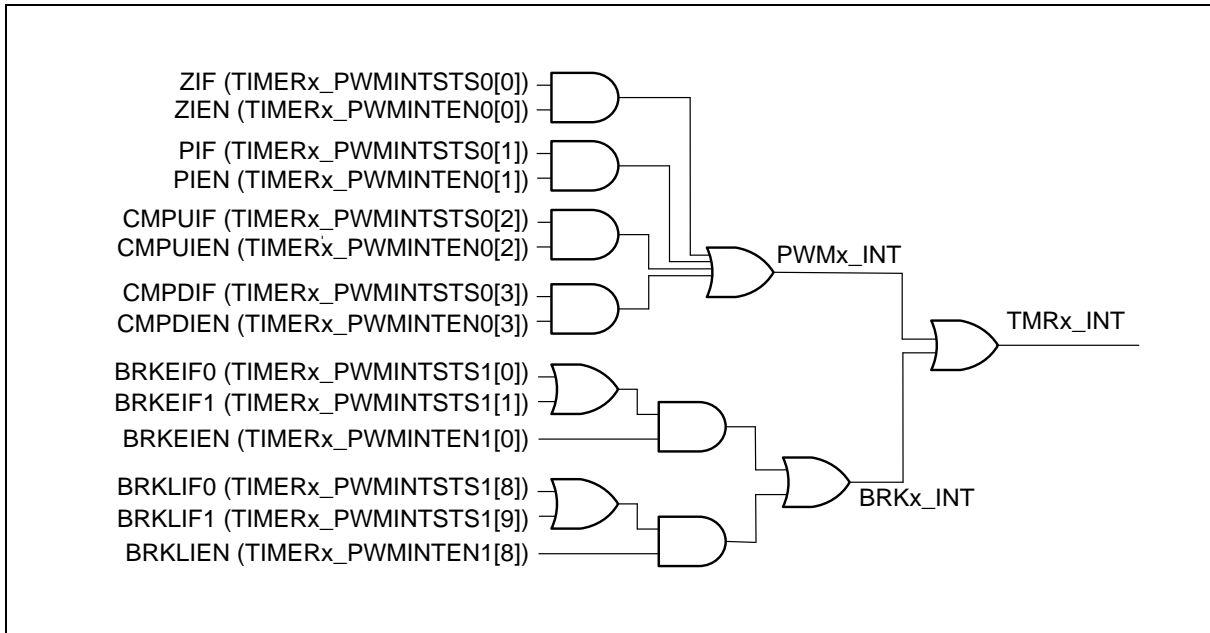 ZIF (TIMERx_PWMINTSTS0[0])
ZIEN (TIMERx_PWMINTEN0[0])
PIF (TIMERx_PWMINTSTS0[1])
PIEN (TIMERx_PWMINTEN0[1])
CMPUIF (TIMERx_PWMINTSTS0[2])
CMPUIEN (TIMERx_PWMINTEN0[2])
PWMx_INT
CMPDIF (TIMERx_PWMINTSTS0[3])
CMPDIEN (TIMERx_PWMINTEN0[3])
TMRx_INT
BRKEIF0 (TIMERx_PWMINTSTS1[0])
BRKEIF1 (TIMERx_PWMINTSTS1[1])
BRKEIEN (TIMERx_PWMINTEN1[0])
BRKLIF0 (TIMERx_PWMINTSTS1[8])
BRKx_INT
BRKLIF1 (TIMERx_PWMINTSTS1[9])
BRKLIEN (TIMERx_PWMINTEN1[8])